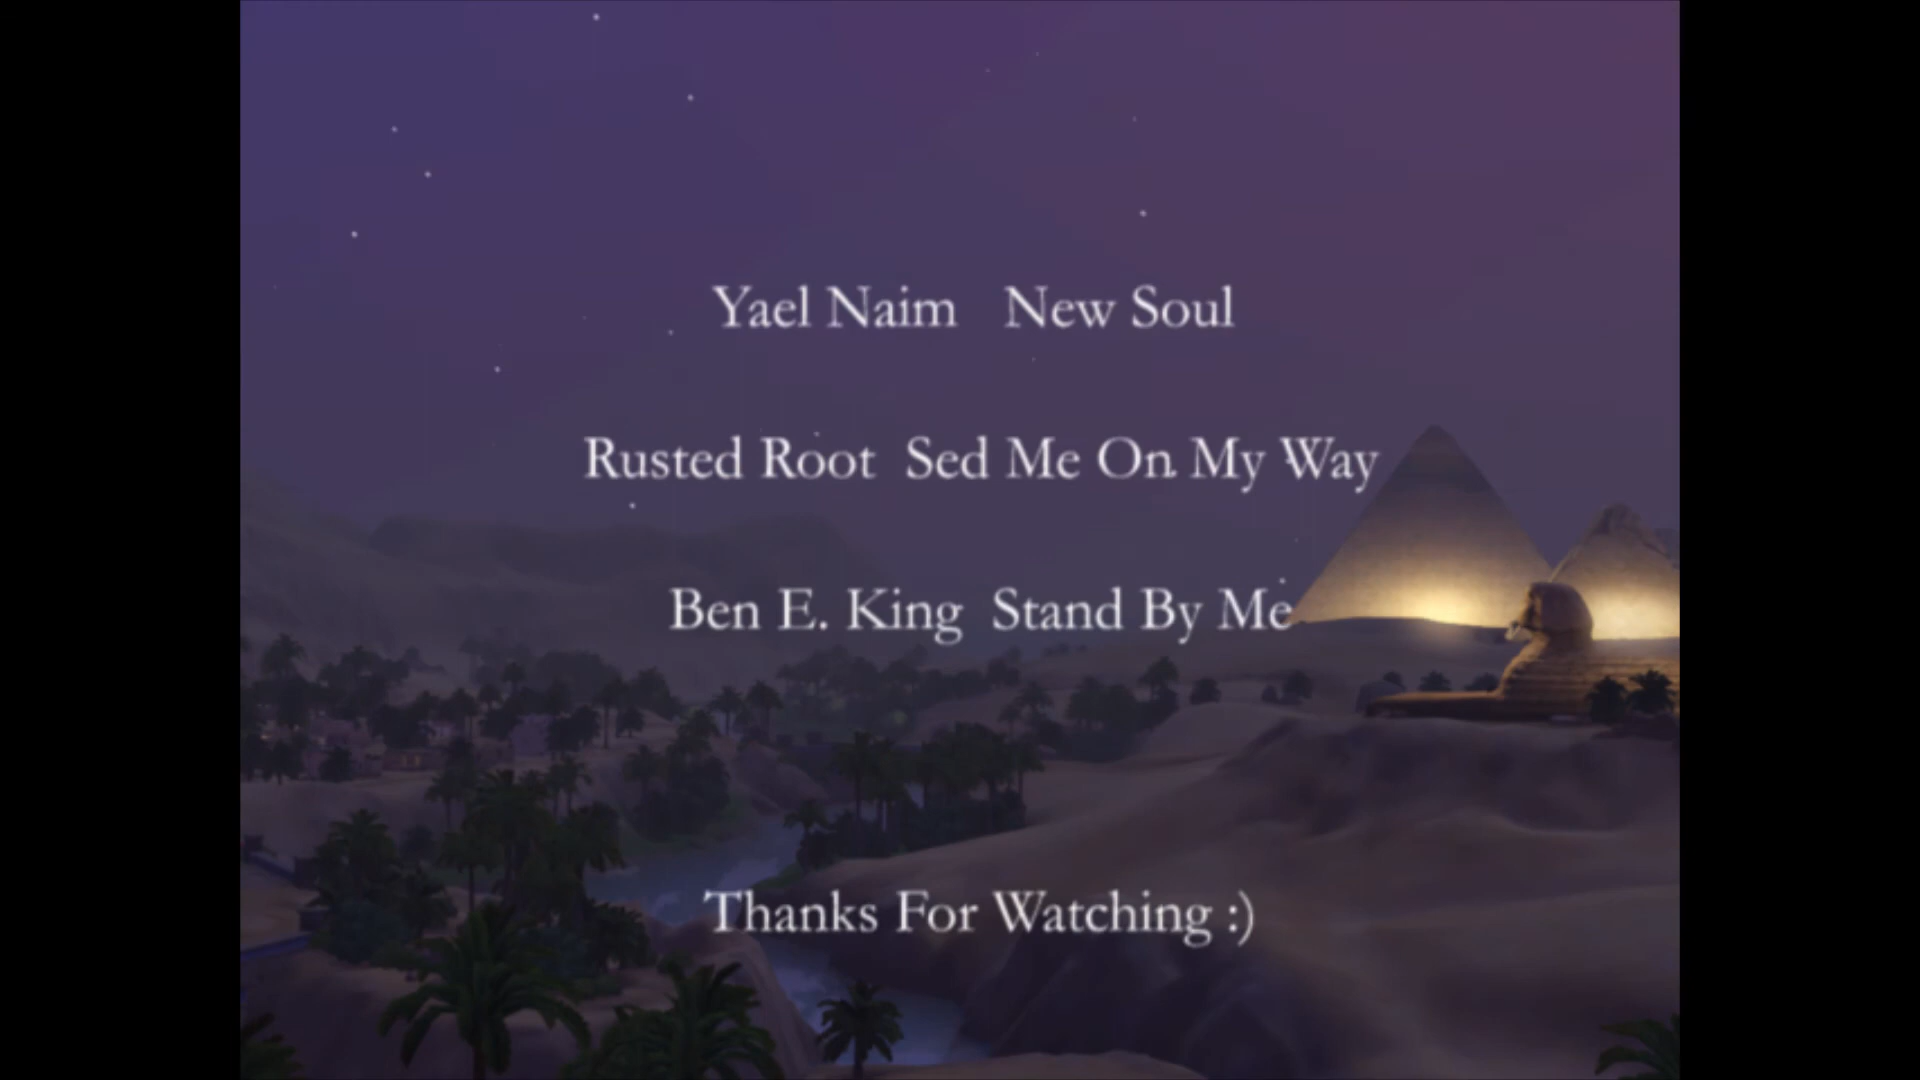 Yael Naim New Soul
Rusted Root Sed Me On My Way
Ben E. King Stand By Me
Thanks For Watching :)